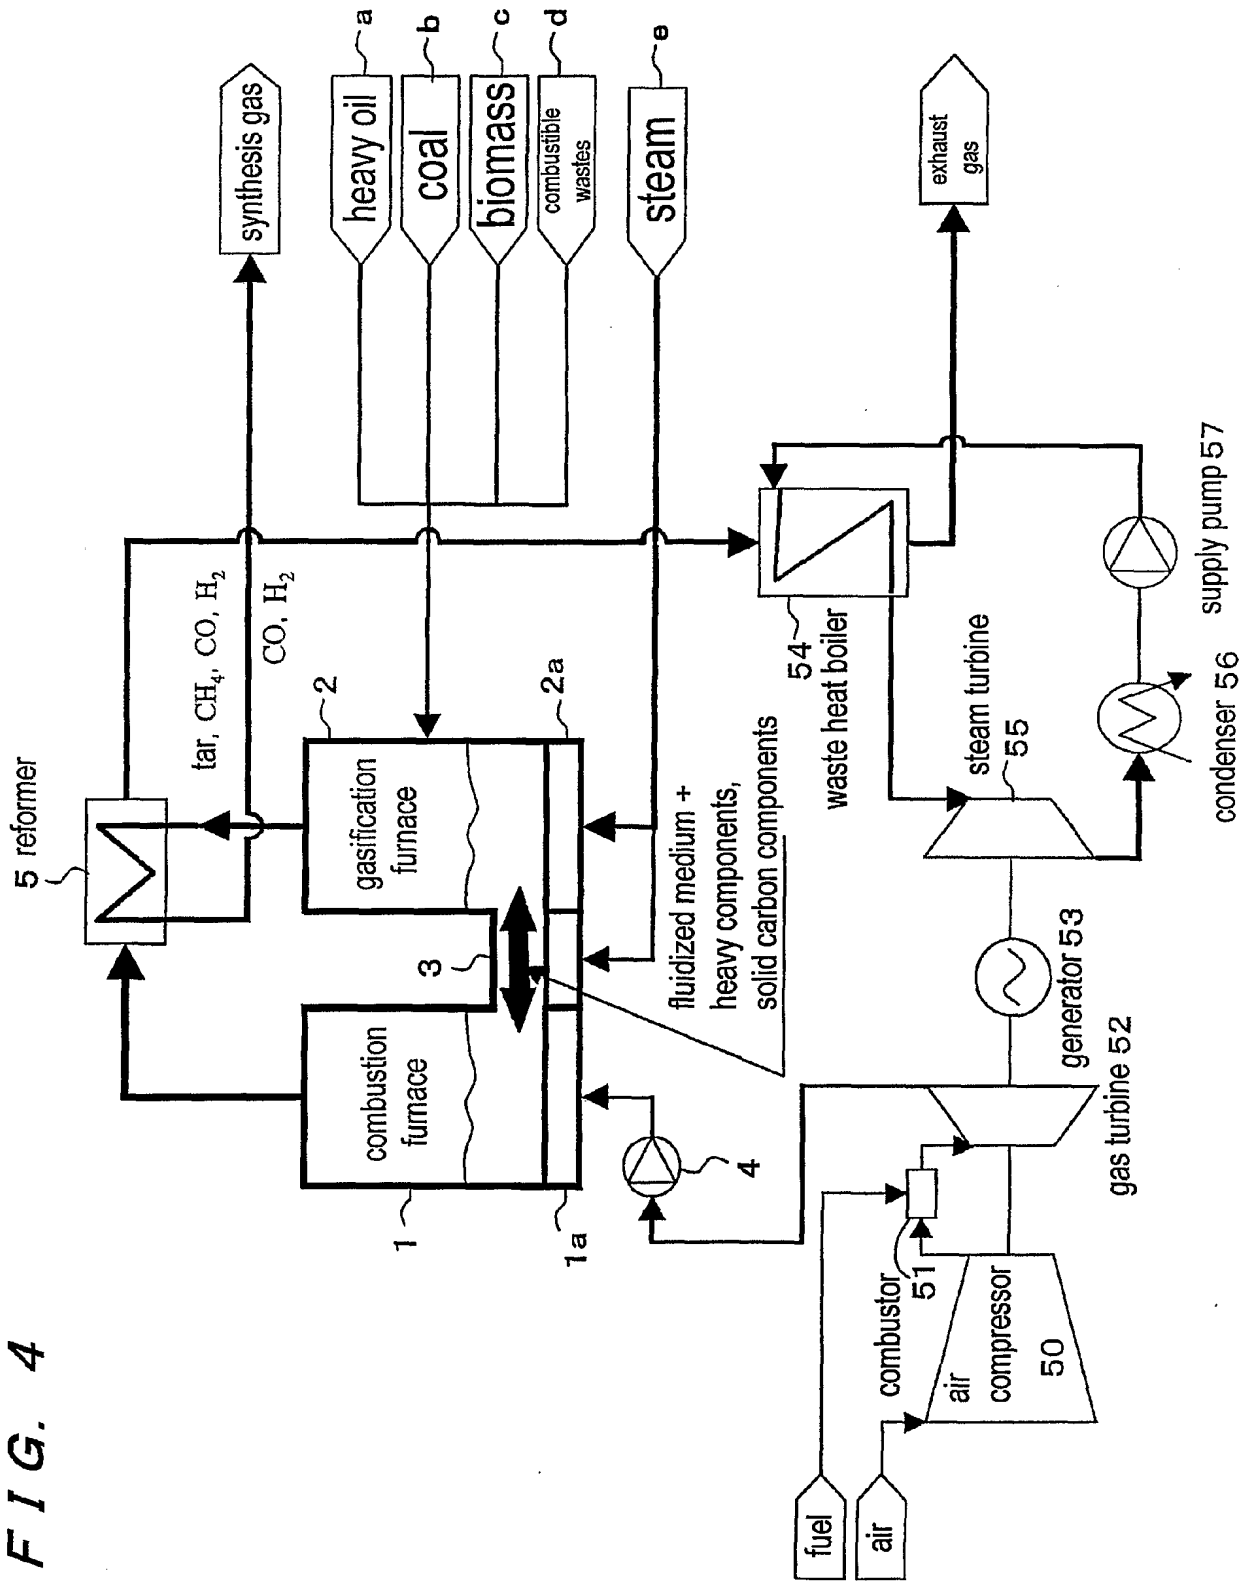 FIG. 4
5 reformer
synthesis gas
tar, CH₄, CO, H₂
CO, H₂
a
heavy oil
b
coal
c
biomass
d
combustible
wastes
e
steam
1
combustion
furnace
1a
2
gasification
furnace
2a
3
4
fluidized medium +
heavy components,
solid carbon components
54
waste heat boiler
exhaust
gas
fuel
air
combustor
51
air
compressor
50
gas turbine 52
generator 53
steam turbine
55
condenser 56
supply pump 57